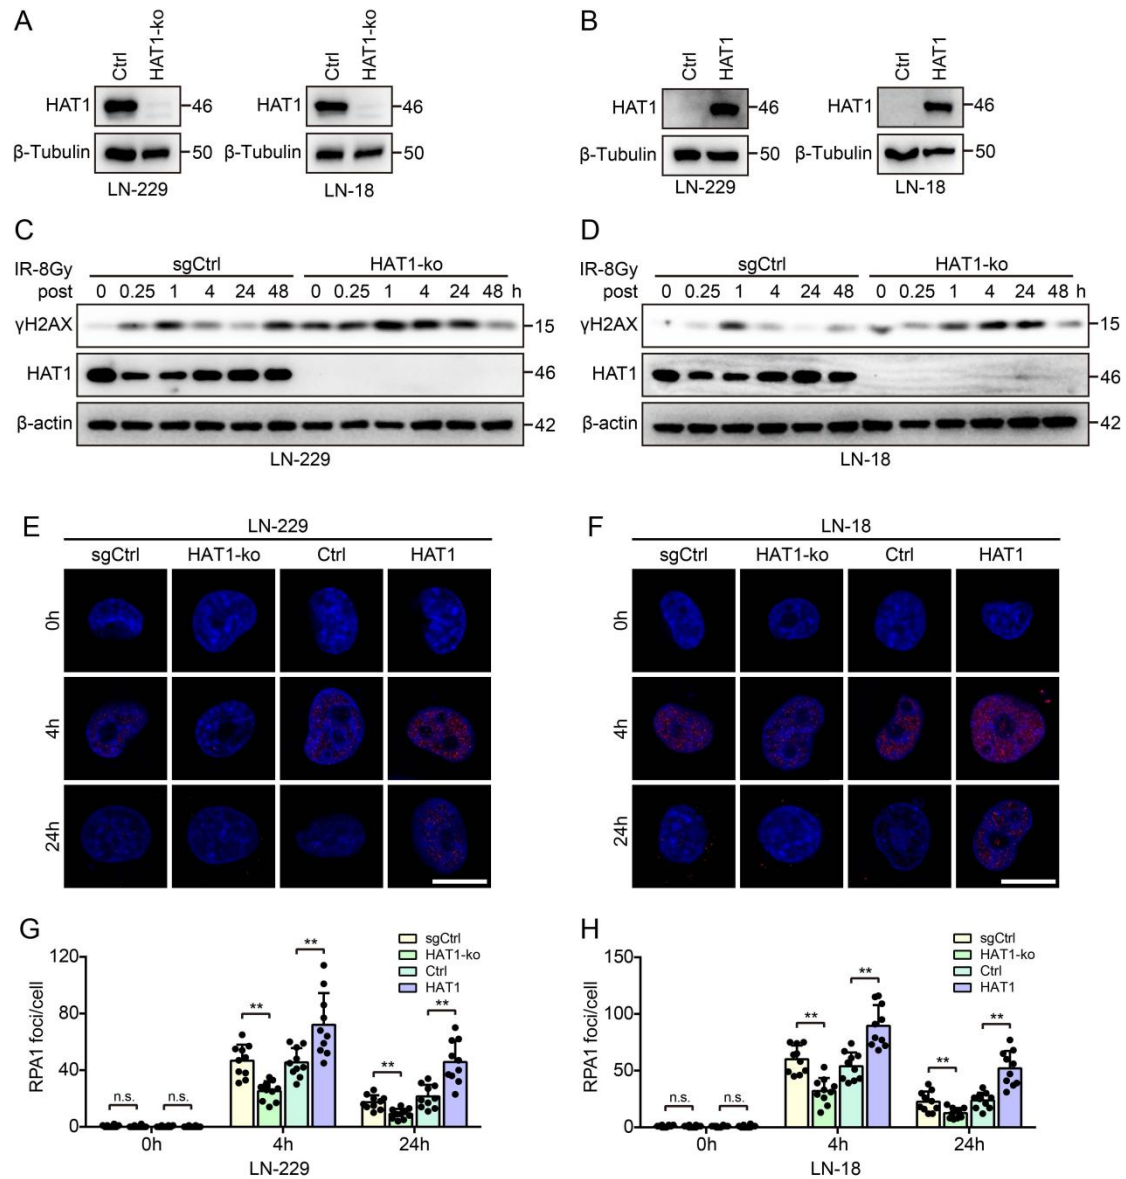 A
Ctrl
HAT1-ko
HAT1
46
β-Tubulin
50
LN-229
Ctrl
HAT1-ko
HAT1
46
β-Tubulin
50
LN-18
B
Ctrl
HAT1
HAT1
46
β-Tubulin
50
LN-229
Ctrl
HAT1
HAT1
46
β-Tubulin
50
LN-18
C
IR-8Gy sgCtrl HAT1-ko
post 0 0.25 1 4 24 48 0 0.25 1 4 24 48 h
γH2AX 15
HAT1 46
β-actin 42
LN-229
D
IR-8Gy sgCtrl HAT1-ko
post 0 0.25 1 4 24 48 0 0.25 1 4 24 48 h
γH2AX 15
HAT1 46
β-actin 42
LN-18
E
LN-229
sgCtrl HAT1-ko Ctrl HAT1
0h
4h
24h
F
LN-18
sgCtrl HAT1-ko Ctrl HAT1
0h
4h
24h
G
RPA1 foci/cell
120
80
40
0
sgCtrl
HAT1-ko
Ctrl
HAT1
n.s. n.s.
** **
** **
0h 4h 24h
LN-229
H
RPA1 foci/cell
150
100
50
0
sgCtrl
HAT1-ko
Ctrl
HAT1
n.s. n.s.
** **
** **
0h 4h 24h
LN-18